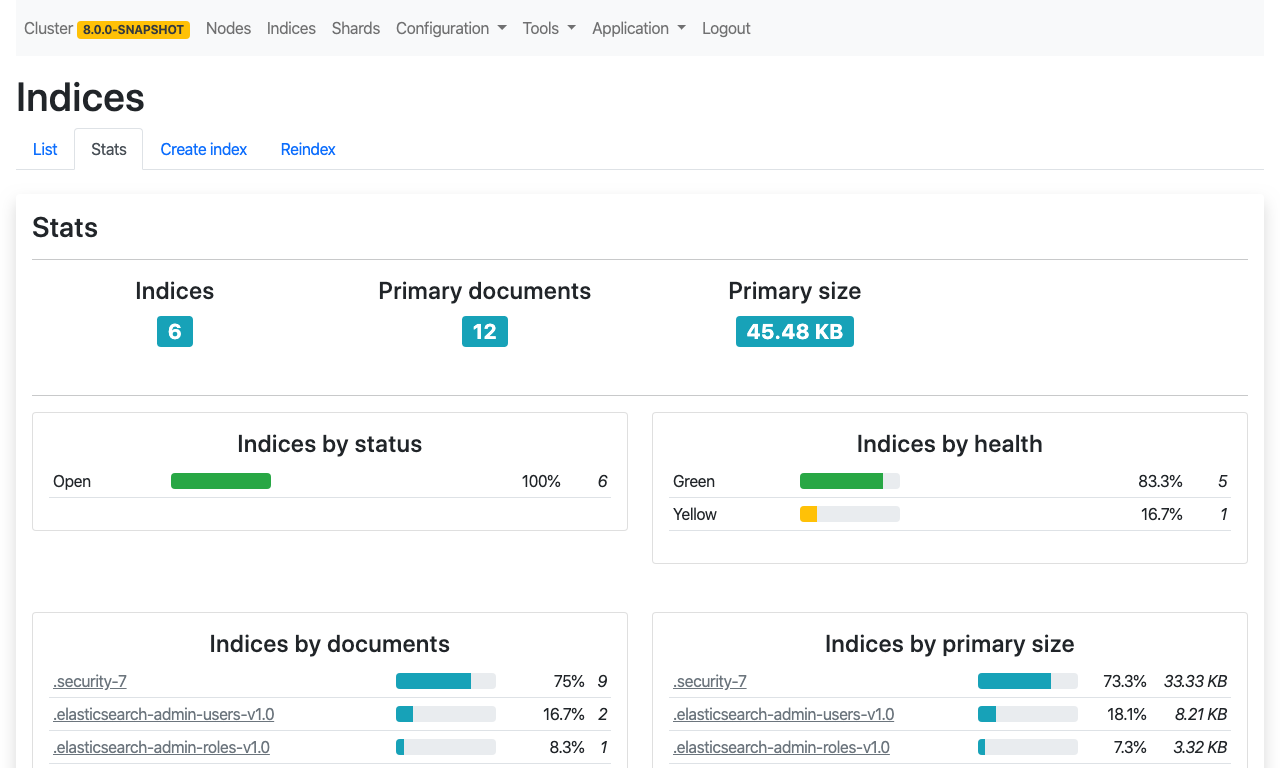 Cluster 8.0.0-SNAPSHOT Nodes Indices Shards Configuration Tools Application Logout
Indices
List Stats Create index Reindex
Stats
Indices Primary documents Primary size
6 12 45.48 KB
Indices by status
Open 100% 6
Indices by health
Green 83.3% 5
Yellow 16.7% 1
Indices by documents
.security-7 75% 9
.elasticsearch-admin-users-v1.0 16.7% 2
.elasticsearch-admin-roles-v1.0 8.3% 1
Indices by primary size
.security-7 73.3% 33.33 KB
.elasticsearch-admin-users-v1.0 18.1% 8.21 KB
.elasticsearch-admin-roles-v1.0 7.3% 3.32 KB